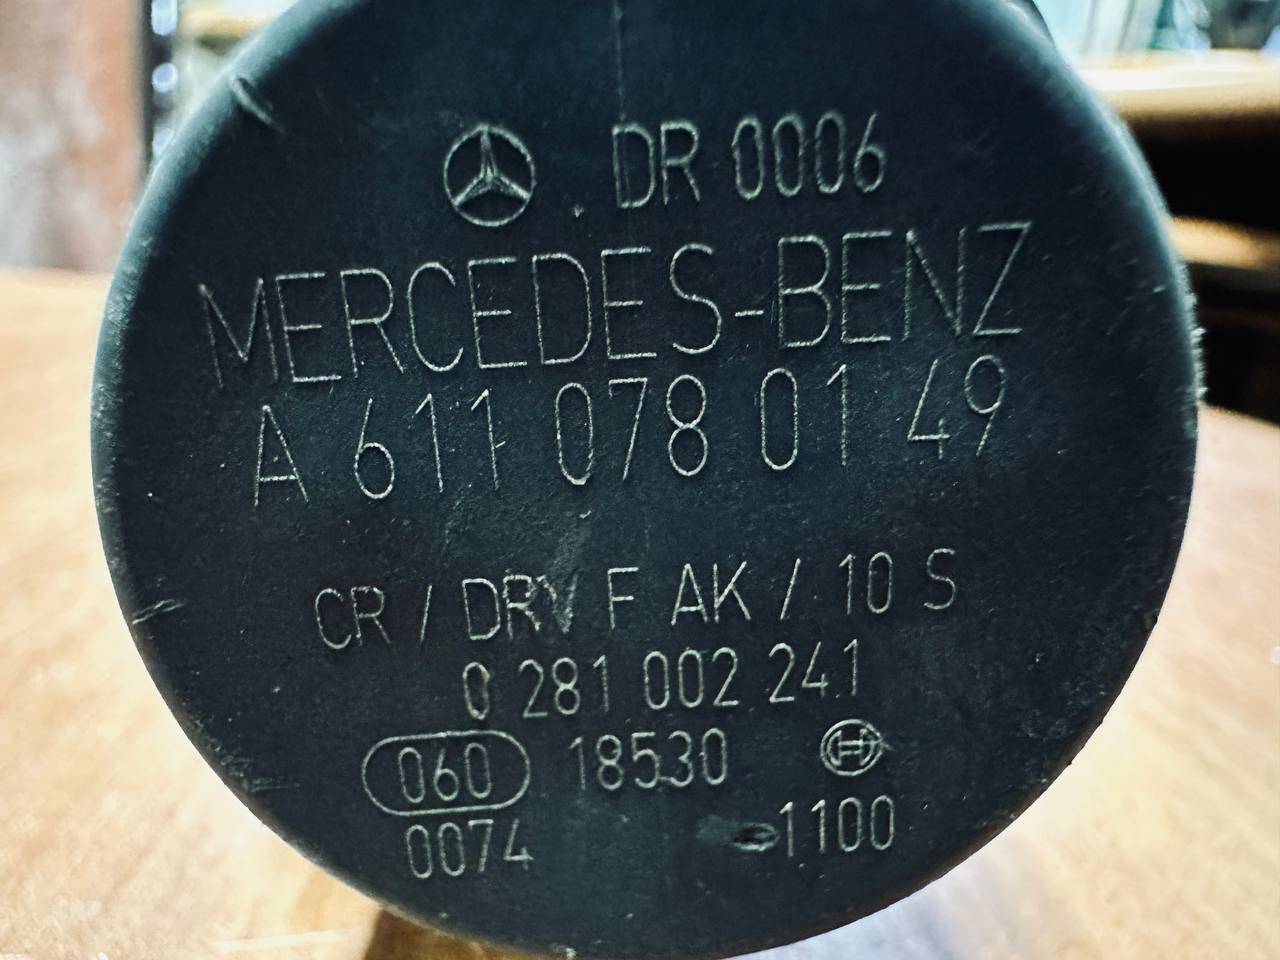 DR 0006
MERCEDES-BENZ
A 611 078 01 49
CR / DRV F AK / 10 S
0 281 002 241
060 18530
0074 1100